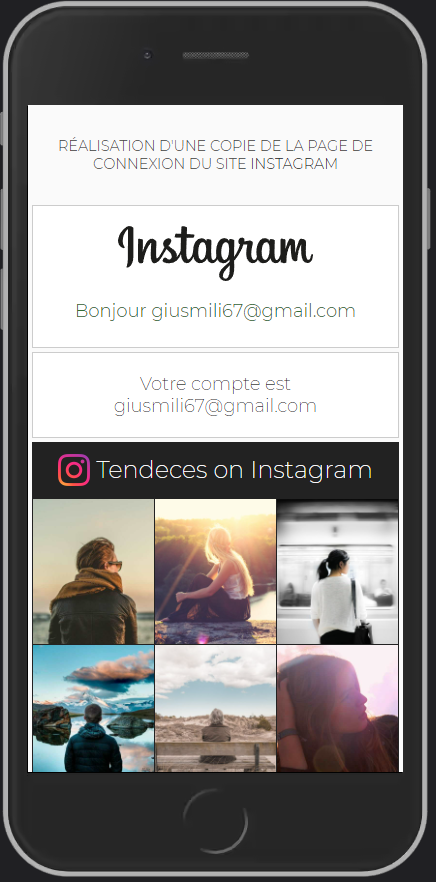 RÉALISATION D'UNE COPIE DE LA PAGE DE
CONNEXION DU SITE INSTAGRAM
Instagram
Bonjour giusmili67@gmail.com
Votre compte est
giusmili67@gmail.com
Tendeces on Instagram